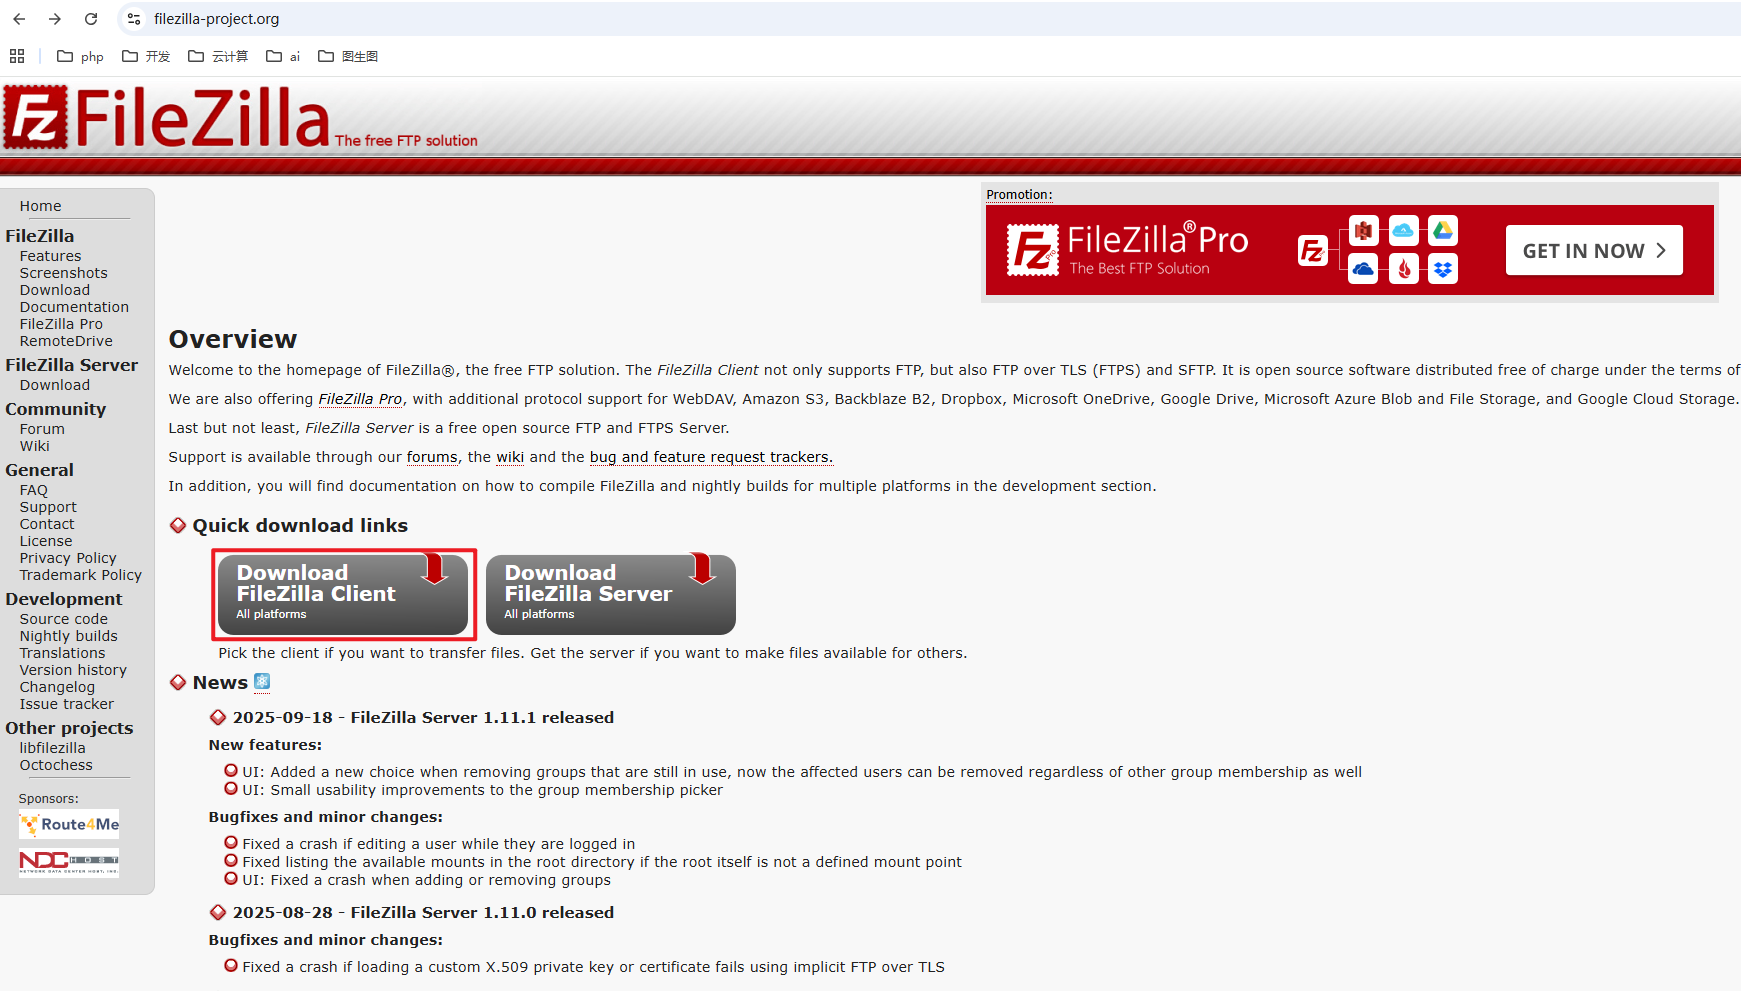 filezilla-project.org
php
开发
云计算
ai
图生图
Fz FileZilla The free FTP solution
Home
FileZilla
Features
Screenshots
Download
Documentation
FileZilla Pro
RemoteDrive
FileZilla Server
Download
Community
Forum
Wiki
General
FAQ
Support
Contact
License
Privacy Policy
Trademark Policy
Development
Source code
Nightly builds
Translations
Version history
Changelog
Issue tracker
Other projects
libfilezilla
Octochess
Sponsors:
Route4Me
NDC HOST
NETWORK DATA CENTER HOST, INC.
Promotion:
Fz Pro
FileZilla® Pro
The Best FTP Solution
Fz
GET IN NOW
Overview
Welcome to the homepage of FileZilla®, the free FTP solution. The FileZilla Client not only supports FTP, but also FTP over TLS (FTPS) and SFTP. It is open source software distributed free of charge under the terms of
We are also offering FileZilla Pro, with additional protocol support for WebDAV, Amazon S3, Backblaze B2, Dropbox, Microsoft OneDrive, Google Drive, Microsoft Azure Blob and File Storage, and Google Cloud Storage.
Last but not least, FileZilla Server is a free open source FTP and FTPS Server.
Support is available through our forums, the wiki and the bug and feature request trackers.
In addition, you will find documentation on how to compile FileZilla and nightly builds for multiple platforms in the development section.
Quick download links
Download
FileZilla Client
All platforms
Download
FileZilla Server
All platforms
Pick the client if you want to transfer files. Get the server if you want to make files available for others.
News
2025-09-18 - FileZilla Server 1.11.1 released
New features:
UI: Added a new choice when removing groups that are still in use, now the affected users can be removed regardless of other group membership as well
UI: Small usability improvements to the group membership picker
Bugfixes and minor changes:
Fixed a crash if editing a user while they are logged in
Fixed listing the available mounts in the root directory if the root itself is not a defined mount point
UI: Fixed a crash when adding or removing groups
2025-08-28 - FileZilla Server 1.11.0 released
Bugfixes and minor changes:
Fixed a crash if loading a custom X.509 private key or certificate fails using implicit FTP over TLS